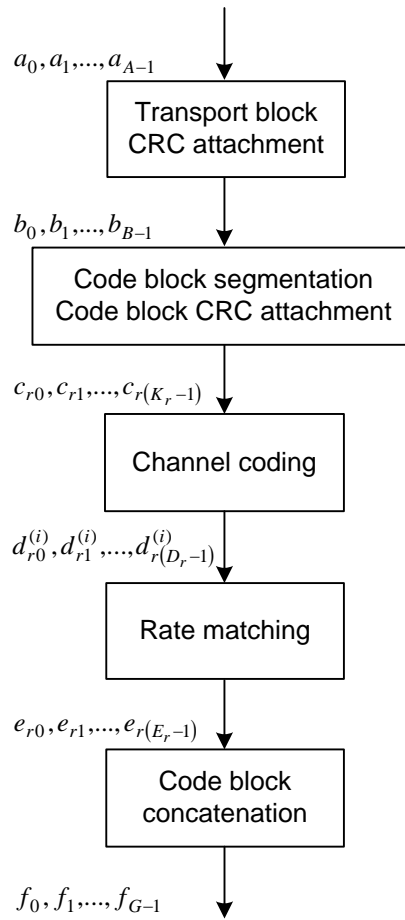 a_0, a_1,..., a_{A-1}
Transport block
CRC attachment
b_0, b_1,..., b_{B-1}
Code block segmentation
Code block CRC attachment
c_{r0}, c_{r1},..., c_{r(K_r-1)}
Channel coding
d_{r0}^{(i)}, d_{r1}^{(i)},..., d_{r(D_r-1)}^{(i)}
Rate matching
e_{r0}, e_{r1},..., e_{r(E_r-1)}
Code block
concatenation
f_0, f_1,..., f_{G-1}